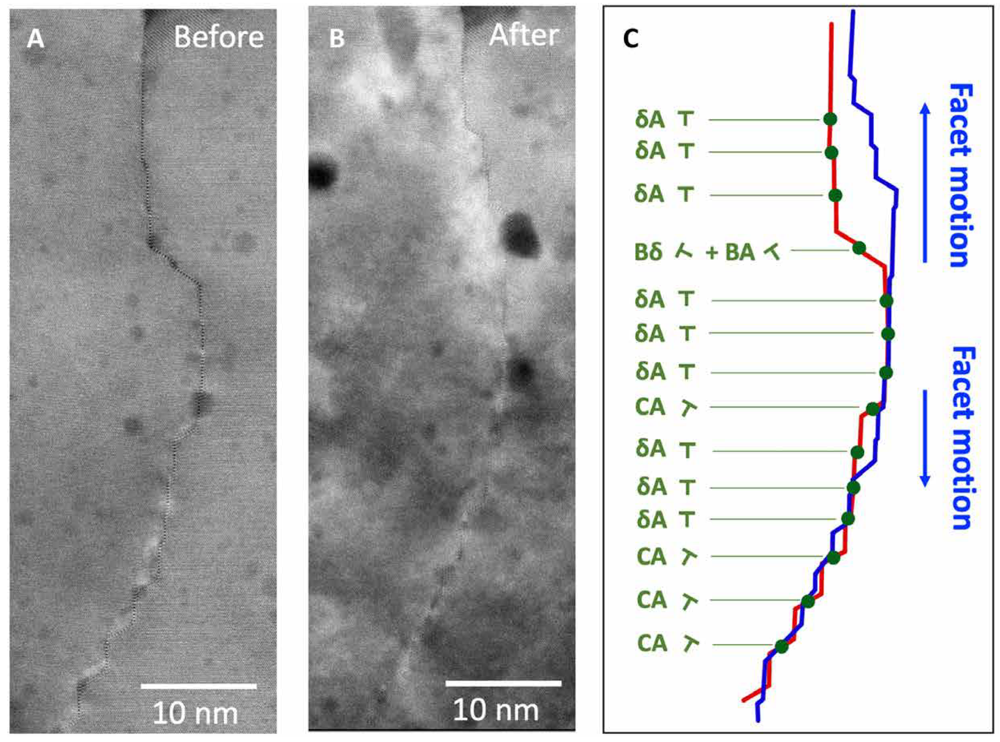 A
Before
10 nm
B
After
10 nm
C
δA
δA
δA
Bδ + BA
δA
δA
δA
CA
δA
δA
δA
CA
CA
CA
Facet motion
Facet motion